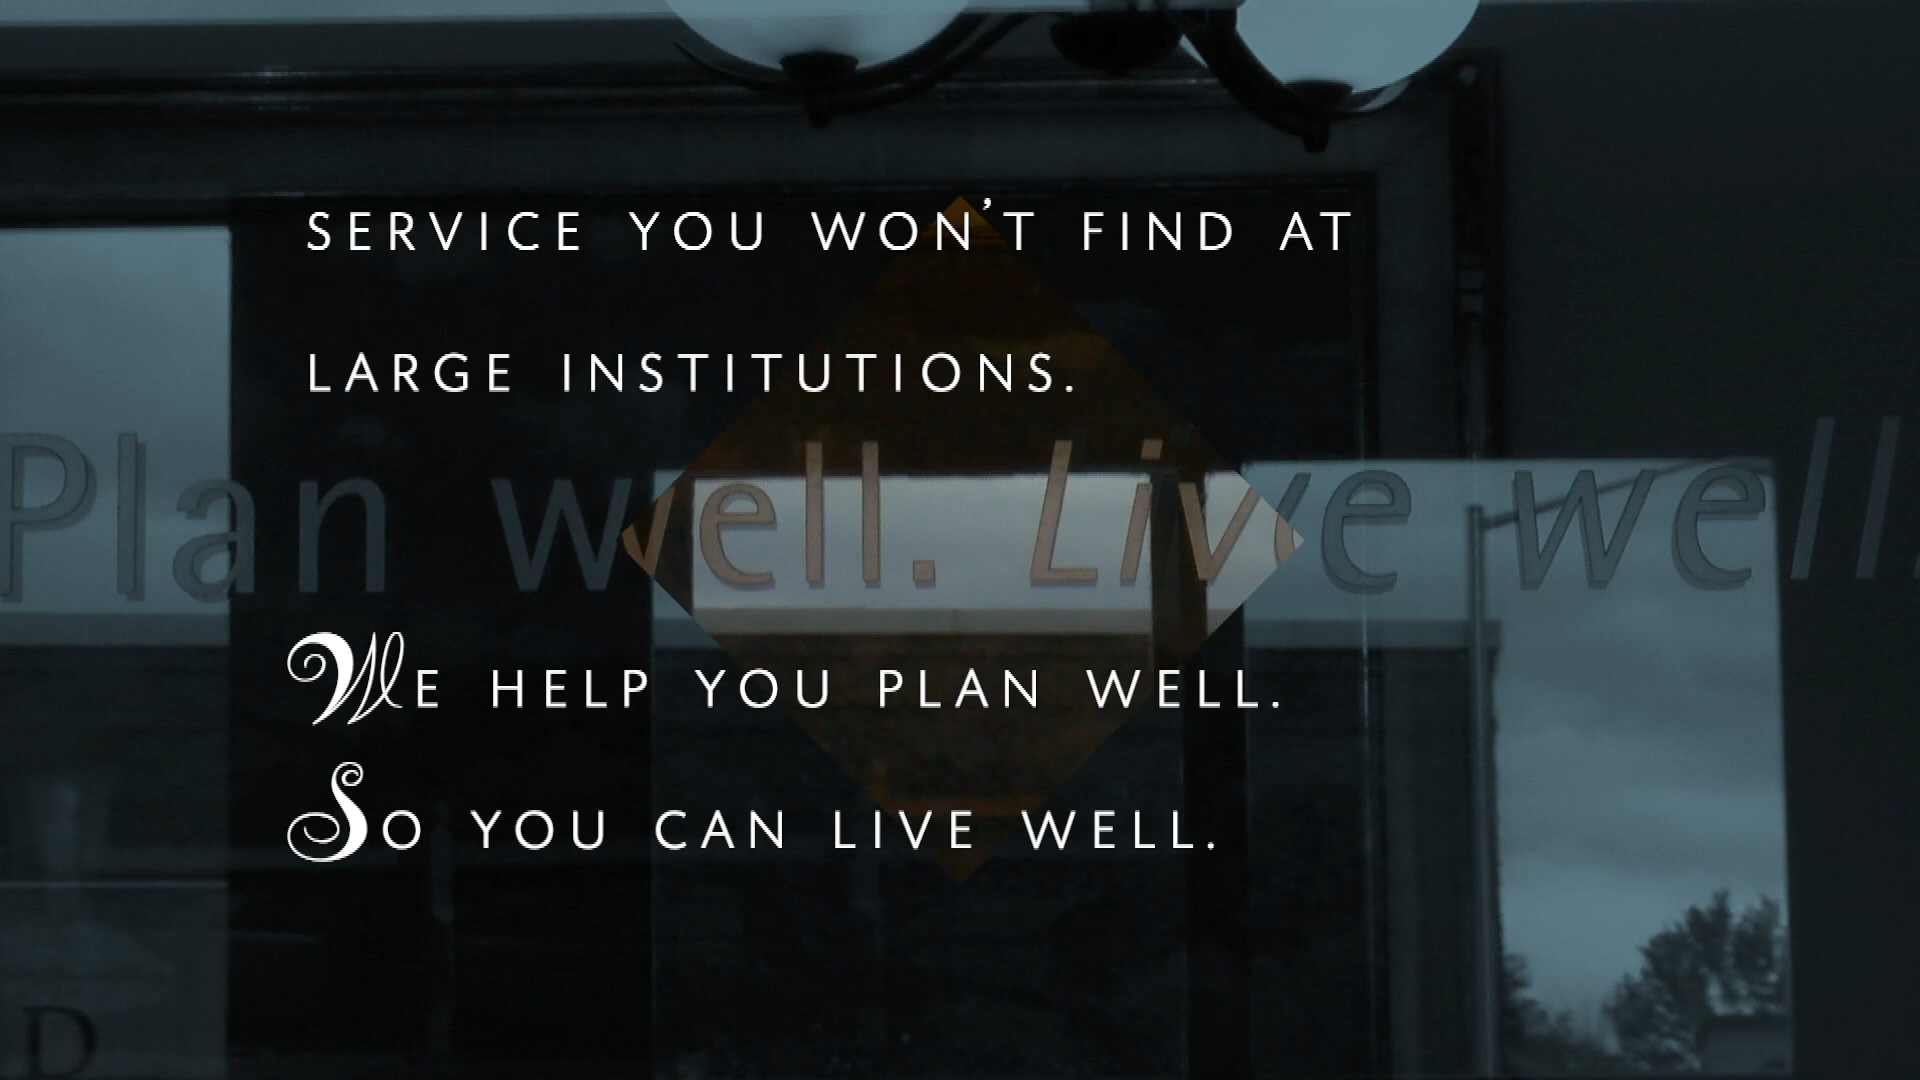 SERVICE YOU WON'T FIND AT
LARGE INSTITUTIONS.
Plan well. Live well.
WE HELP YOU PLAN WELL.
SO YOU CAN LIVE WELL.
D